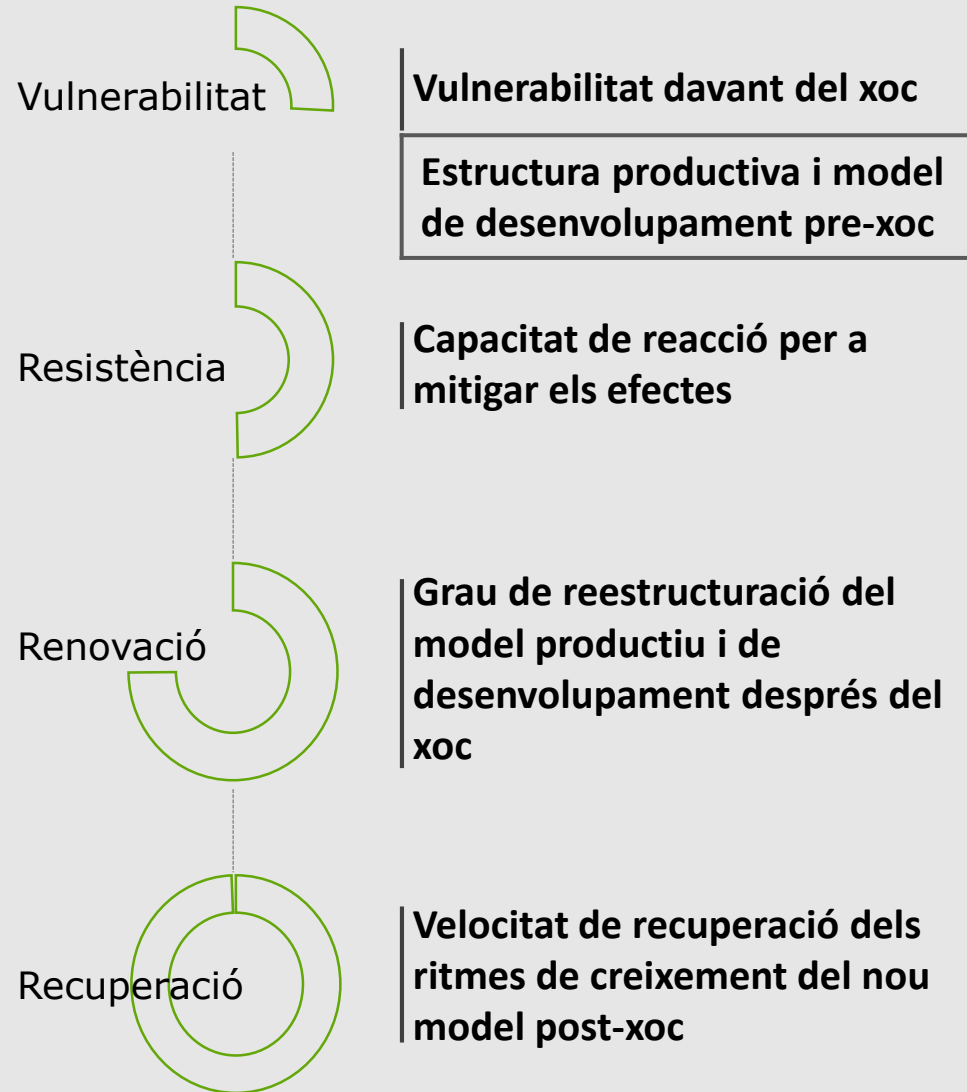 Vulnerabilitat
Vulnerabilitat davant del xoc
Estructura productiva i model
de desenvolupament pre-xoc
Resistència
Capacitat de reacció per a
mitigar els efectes
Renovació
Grau de reestructuració del
model productiu i de
desenvolupament després del
xoc
Recuperació
Velocitat de recuperació dels
ritmes de creixement del nou
model post-xoc